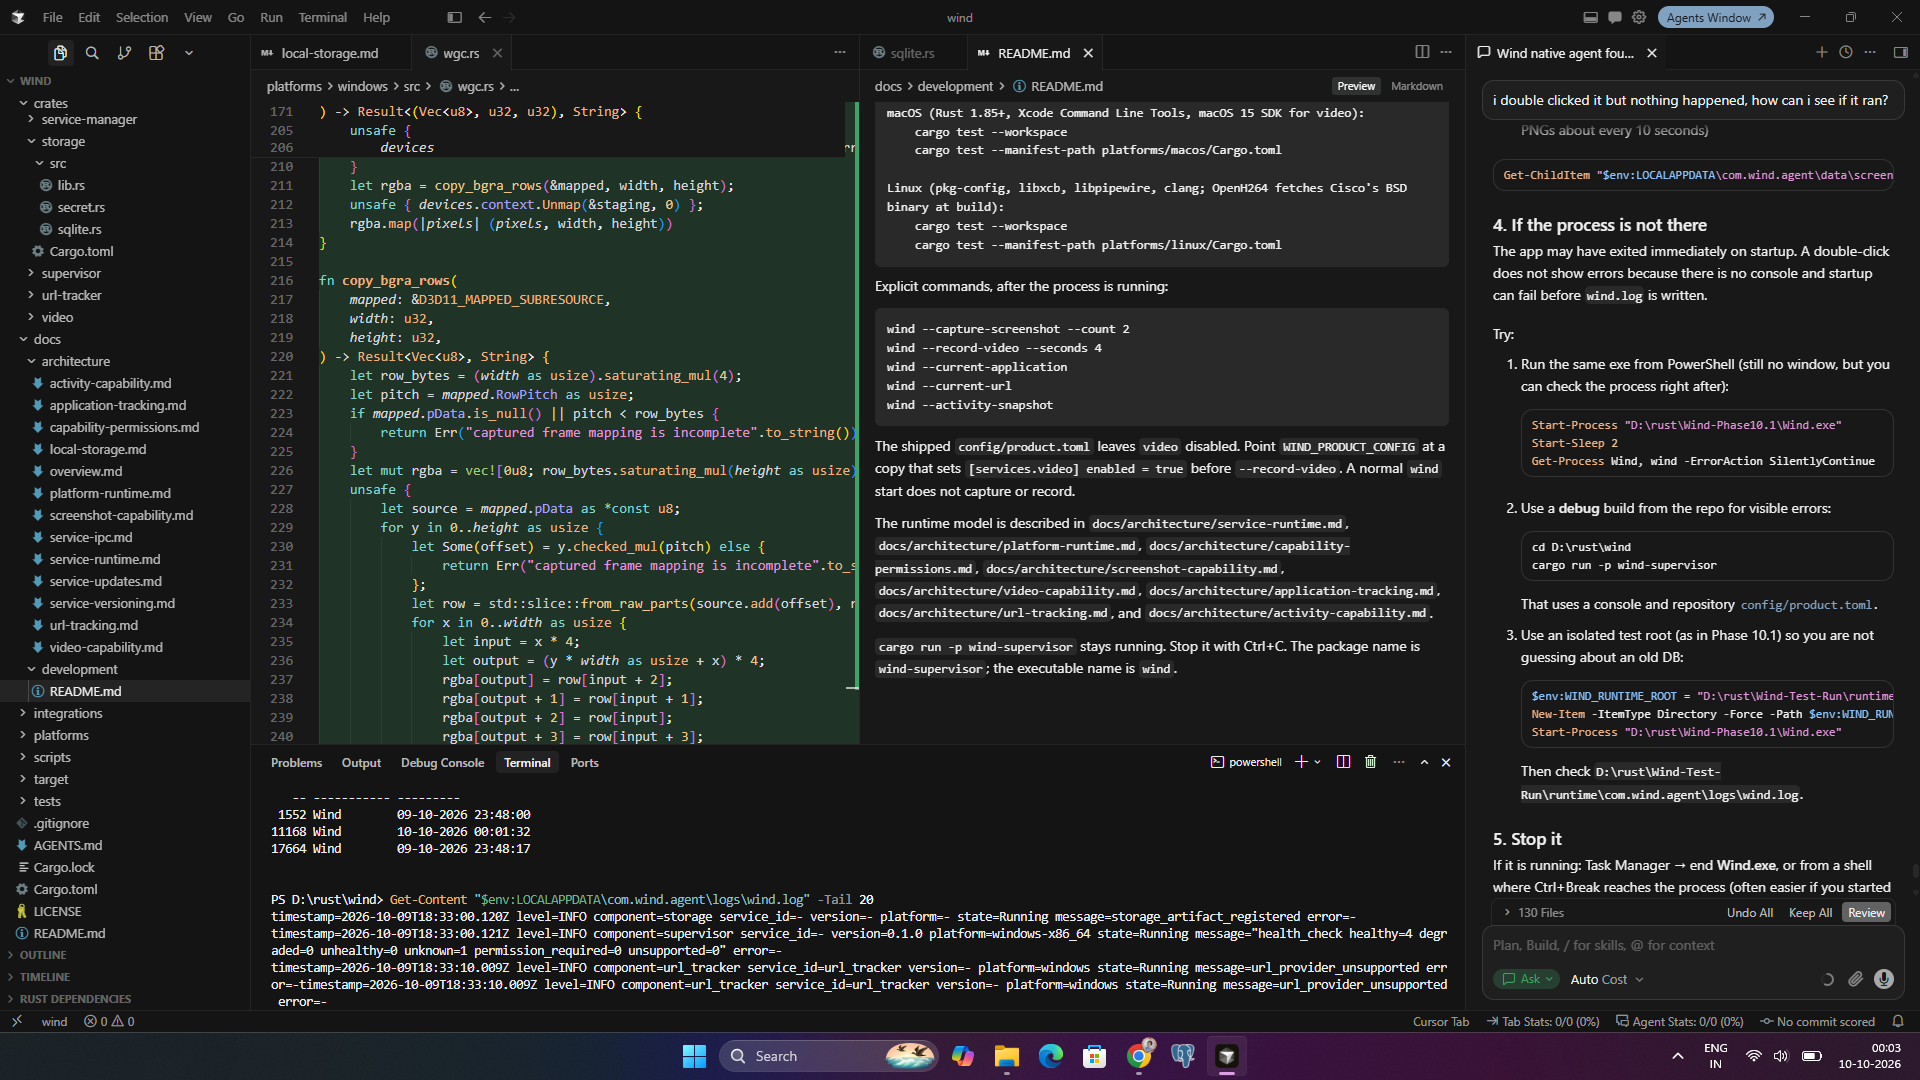 File Edit Selection View Go Run Terminal Help
wind
Agents Window
WIND
crates
service-manager
storage
src
lib.rs
secret.rs
sqlite.rs
Cargo.toml
supervisor
url-tracker
video
docs
architecture
activity-capability.md
application-tracking.md
capability-permissions.md
local-storage.md
overview.md
platform-runtime.md
screenshot-capability.md
service-ipc.md
service-runtime.md
service-updates.md
service-versioning.md
url-tracking.md
video-capability.md
development
README.md
integrations
platforms
scripts
target
tests
.gitignore
AGENTS.md
Cargo.lock
Cargo.toml
LICENSE
README.md
OUTLINE
TIMELINE
RUST DEPENDENCIES
local-storage.md
wgc.rs
platforms > windows > src > wgc.rs > ...
171 ) -> Result<(Vec<u8>, u32, u32), String> {
205 unsafe {
206 devices
210 }
211 let rgba = copy_bgra_rows(&mapped, width, height);
212 unsafe { devices.context.Unmap(&staging, 0) };
213 rgba.map(|pixels| (pixels, width, height))
214 }
215
216 fn copy_bgra_rows(
217 mapped: &D3D11_MAPPED_SUBRESOURCE,
218 width: u32,
219 height: u32,
220 ) -> Result<Vec<u8>, String> {
221 let row_bytes = (width as usize).saturating_mul(4);
222 let pitch = mapped.RowPitch as usize;
223 if mapped.pData.is_null() || pitch < row_bytes {
224 return Err("captured frame mapping is incomplete".to_string())
225 }
226 let mut rgba = vec![0u8; row_bytes.saturating_mul(height as usize)
227 unsafe {
228 let source = mapped.pData as *const u8;
229 for y in 0..height as usize {
230 let Some(offset) = y.checked_mul(pitch) else {
231 return Err("captured frame mapping is incomplete".to_s
232 };
233 let row = std::slice::from_raw_parts(source.add(offset), r
234 for x in 0..width as usize {
235 let input = x * 4;
236 let output = (y * width as usize + x) * 4;
237 rgba[output] = row[input + 2];
238 rgba[output + 1] = row[input + 1];
239 rgba[output + 2] = row[input];
240 rgba[output + 3] = row[input + 3];
sqlite.rs
README.md
docs > development > README.md
Preview Markdown
macOS (Rust 1.85+, Xcode Command Line Tools, macOS 15 SDK for video):
cargo test --workspace
cargo test --manifest-path platforms/macos/Cargo.toml
Linux (pkg-config, libxcb, libpipewire, clang; OpenH264 fetches Cisco's BSD
binary at build):
cargo test --workspace
cargo test --manifest-path platforms/linux/Cargo.toml
Explicit commands, after the process is running:
wind --capture-screenshot --count 2
wind --record-video --seconds 4
wind --current-application
wind --current-url
wind --activity-snapshot
The shipped config/product.toml leaves video disabled. Point WIND_PRODUCT_CONFIG at a
copy that sets [services.video] enabled = true before --record-video. A normal wind
start does not capture or record.
The runtime model is described in docs/architecture/service-runtime.md,
docs/architecture/platform-runtime.md, docs/architecture/capability-
permissions.md, docs/architecture/screenshot-capability.md,
docs/architecture/video-capability.md, docs/architecture/application-tracking.md,
docs/architecture/url-tracking.md, and docs/architecture/activity-capability.md.
cargo run -p wind-supervisor stays running. Stop it with Ctrl+C. The package name is
wind-supervisor; the executable name is wind.
Problems Output Debug Console Terminal Ports
powershell
-- ----------- ---------
1552 Wind 09-10-2026 23:48:00
11168 Wind 10-10-2026 00:01:32
17664 Wind 09-10-2026 23:48:17
PS D:\rust\wind> Get-Content "$env:LOCALAPPDATA\com.wind.agent\logs\wind.log" -Tail 20
timestamp=2026-10-09T18:33:00.120Z level=INFO component=storage service_id=- version=- platform=- state=Running message=storage_artifact_registered error=-
timestamp=2026-10-09T18:33:00.121Z level=INFO component=supervisor service_id=- version=0.1.0 platform=windows-x86_64 state=Running message="health_check healthy=4 degr
aded=0 unhealthy=0 unknown=1 permission_required=0 unsupported=0" error=-
timestamp=2026-10-09T18:33:10.009Z level=INFO component=url_tracker service_id=url_tracker version=- platform=windows state=Running message=url_provider_unsupported err
or=-timestamp=2026-10-09T18:33:10.009Z level=INFO component=url_tracker service_id=url_tracker version=- platform=windows state=Running message=url_provider_unsupported
error=-
Wind native agent fou...
i double clicked it but nothing happened, how can i see if it ran?
PNGs about every 10 seconds)
Get-ChildItem "$env:LOCALAPPDATA\com.wind.agent\data\screen
4. If the process is not there
The app may have exited immediately on startup. A double-click
does not show errors because there is no console and startup
can fail before wind.log is written.
Try:
1. Run the same exe from PowerShell (still no window, but you
can check the process right after):
Start-Process "D:\rust\Wind-Phase10.1\Wind.exe"
Start-Sleep 2
Get-Process Wind, wind -ErrorAction SilentlyContinue
2. Use a debug build from the repo for visible errors:
cd D:\rust\wind
cargo run -p wind-supervisor
That uses a console and repository config/product.toml.
3. Use an isolated test root (as in Phase 10.1) so you are not
guessing about an old DB:
$env:WIND_RUNTIME_ROOT = "D:\rust\Wind-Test-Run\runtime
New-Item -ItemType Directory -Force -Path $env:WIND_RUN
Start-Process "D:\rust\Wind-Phase10.1\Wind.exe"
Then check D:\rust\Wind-Test-
Run\runtime\com.wind.agent\logs\wind.log.
5. Stop it
If it is running: Task Manager → end Wind.exe, or from a shell
where Ctrl+Break reaches the process (often easier if you started
130 Files
Undo All Keep All Review
Plan, Build, / for skills, @ for context
Ask
Auto Cost
wind 0 0
Cursor Tab
Tab Stats: 0/0 (0%)
Agent Stats: 0/0 (0%)
No commit scored
Search
ENG
IN
00:03
10-10-2026